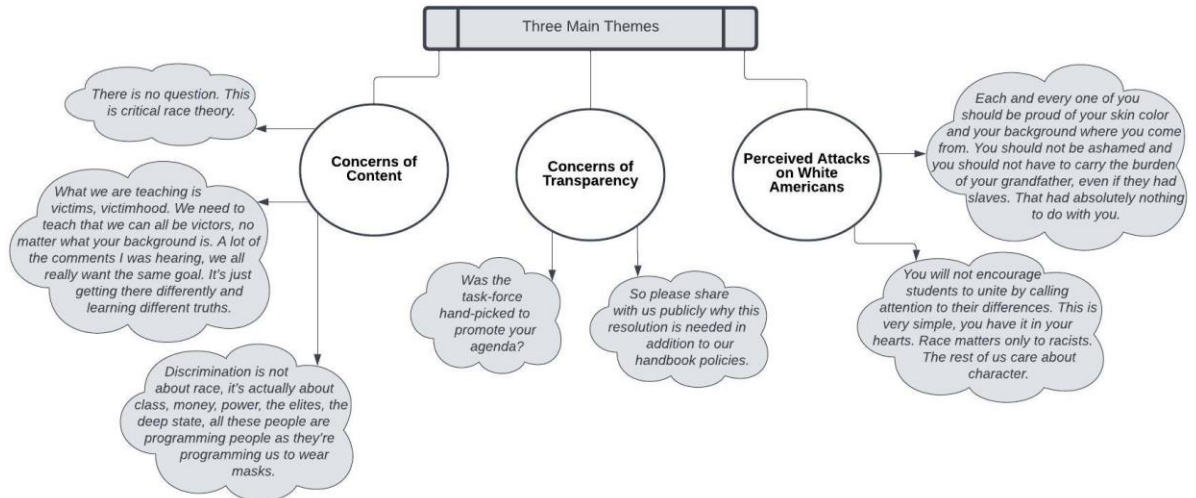 Three Main Themes
There is no question. This
is critical race theory.
What we are teaching is
victims, victimhood. We need to
teach that we can all be victors, no
matter what your background is. A lot of
the comments I was hearing, we all
really want the same goal. It's just
getting there differently and
learning different truths.
Discrimination is not
about race, it's actually about
class, money, power, the elites, the
deep state, all these people are
programming people as they're
programming us to wear
masks.
Concerns of
Content
Concerns of
Transparency
Was the
task-force
hand-picked to
promote your
agenda?
So please share
with us publicly why this
resolution is needed in
addition to our
handbook policies.
Perceived Attacks
on White
Americans
Each and every one of you
should be proud of your skin color
and your background where you come
from. You should not be ashamed and
you should not have to carry the burden
of your grandfather, even if they had
slaves. That had absolutely nothing
to do with you.
You will not encourage
students to unite by calling
attention to their differences. This is
very simple, you have it in your
hearts. Race matters only to racists.
The rest of us care about
character.